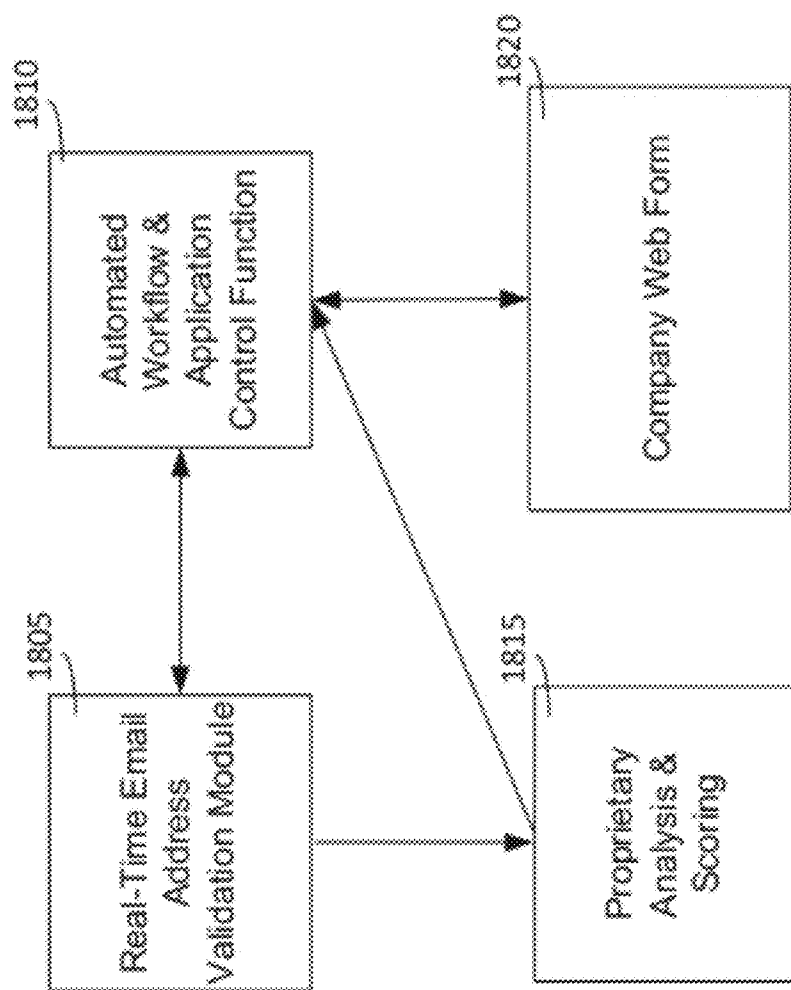 1805
Real-Time Email
Address
Validation Module
1810
Automated
Workflow &
Application
Control Function
1815
Proprietary
Analysis &
Scoring
1820
Company Web Form